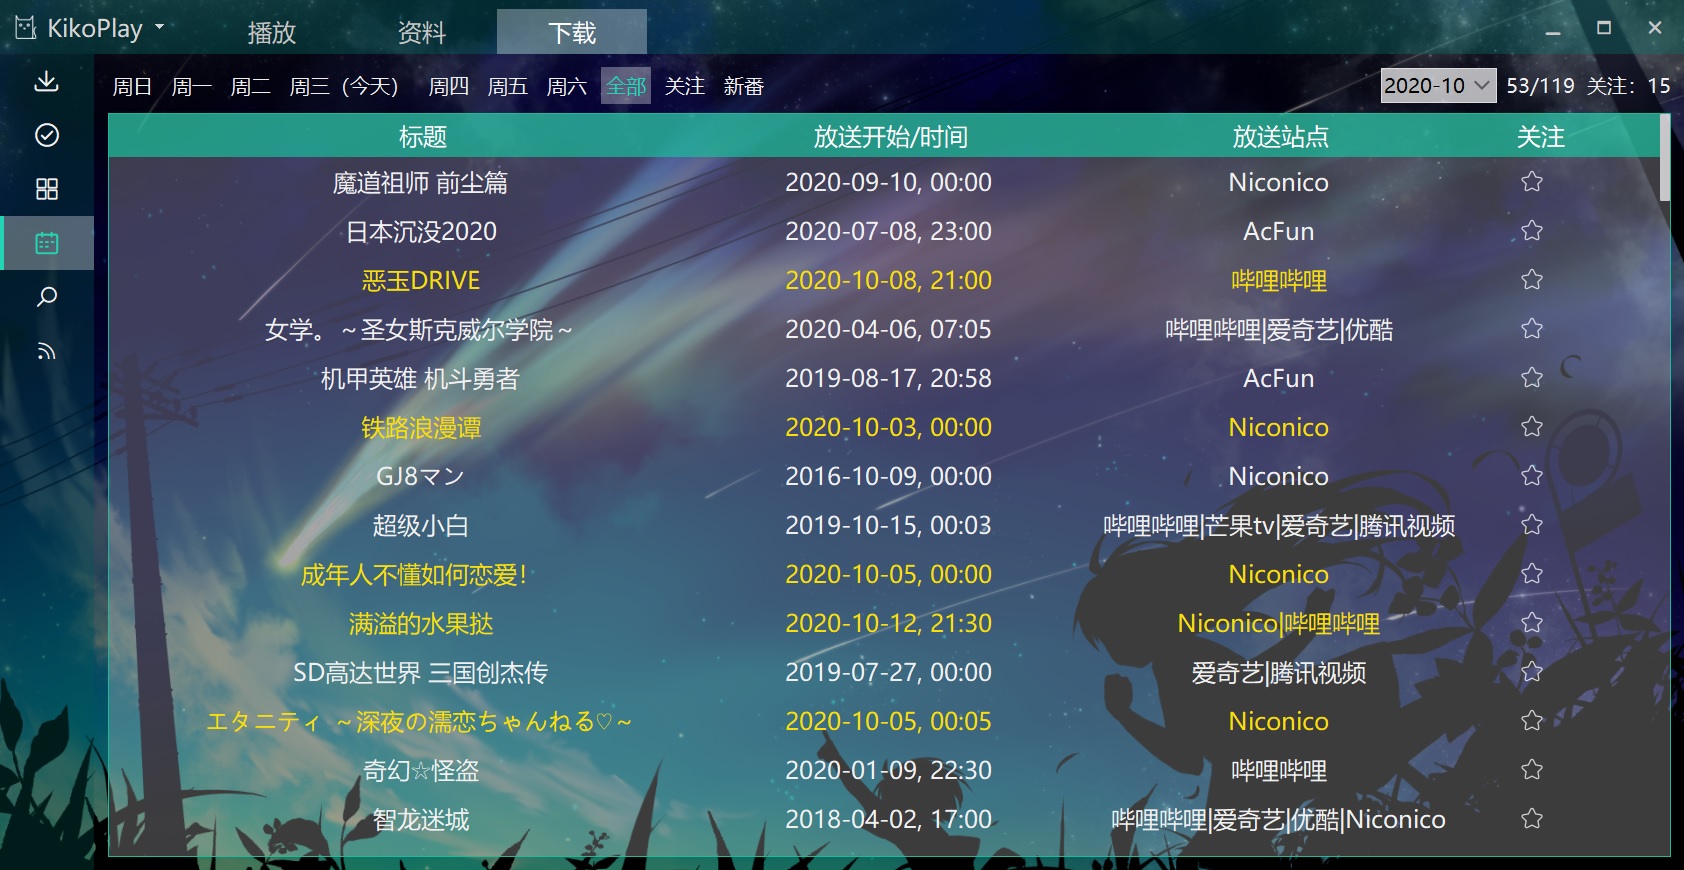 KikoPlay 播放 资料 下载
周日 周一 周二 周三（今天） 周四 周五 周六 全部 关注 新番 2020-10 53/119 关注：15
标题 放送开始/时间 放送站点 关注
魔道祖师 前尘篇 2020-09-10, 00:00 Niconico
日本沉没2020 2020-07-08, 23:00 AcFun
恶玉DRIVE 2020-10-08, 21:00 哔哩哔哩
女学。～圣女斯克威尔学院～ 2020-04-06, 07:05 哔哩哔哩|爱奇艺|优酷
机甲英雄 机斗勇者 2019-08-17, 20:58 AcFun
铁路浪漫谭 2020-10-03, 00:00 Niconico
GJ8マン 2016-10-09, 00:00 Niconico
超级小白 2019-10-15, 00:03 哔哩哔哩|芒果tv|爱奇艺|腾讯视频
成年人不懂如何恋爱！ 2020-10-05, 00:00 Niconico
满溢的水果挞 2020-10-12, 21:30 Niconico|哔哩哔哩
SD高达世界 三国创杰传 2019-07-27, 00:00 爱奇艺|腾讯视频
エタニティ ～深夜の濡恋ちゃんねる♡～ 2020-10-05, 00:05 Niconico
奇幻☆怪盗 2020-01-09, 22:30 哔哩哔哩
智龙迷城 2018-04-02, 17:00 哔哩哔哩|爱奇艺|优酷|Niconico